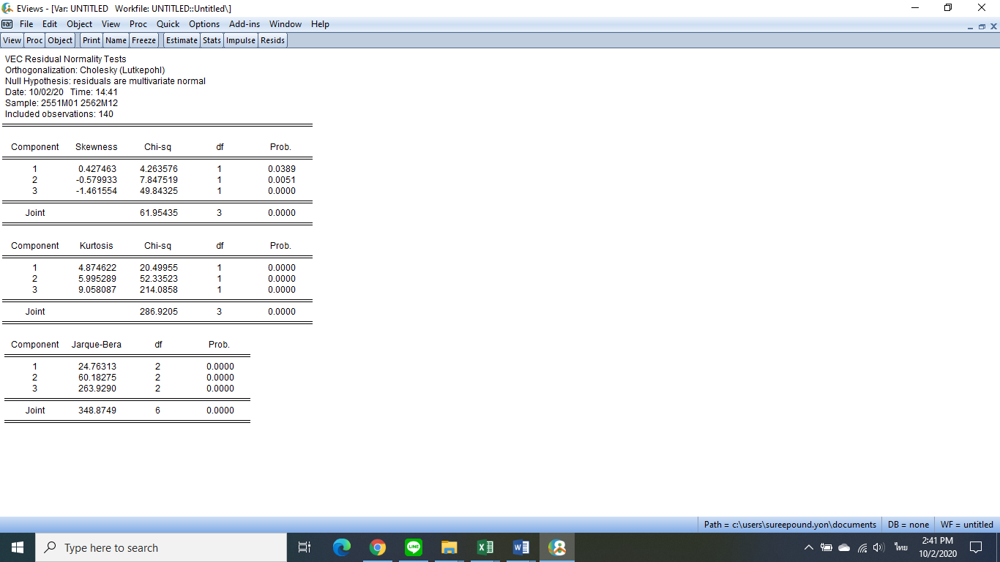 EViews - [Var: UNTITLED   Workfile: UNTITLED::Untitled\]
var File Edit Object View Proc Quick Options Add-ins Window Help
View Proc Object Print Name Freeze Estimate Stats Impulse Resids
VEC Residual Normality Tests
Orthogonalization: Cholesky (Lutkepohl)
Null Hypothesis: residuals are multivariate normal
Date: 10/02/20   Time: 14:41
Sample: 2551M01 2562M12
Included observations: 140
Component Skewness Chi-sq df Prob.
1 0.427463 4.263576 1 0.0389
2 -0.579933 7.847519 1 0.0051
3 -1.461554 49.84325 1 0.0000
Joint 61.95435 3 0.0000
Component Kurtosis Chi-sq df Prob.
1 4.874622 20.49955 1 0.0000
2 5.995289 52.33523 1 0.0000
3 9.058087 214.0858 1 0.0000
Joint 286.9205 3 0.0000
Component Jarque-Bera df Prob.
1 24.76313 2 0.0000
2 60.18275 2 0.0000
3 263.9290 2 0.0000
Joint 348.8749 6 0.0000
Path = c:\users\sureepound.yon\documents DB = none WF = untitled
Type here to search
LINE
ไทย
2:41 PM
10/2/2020